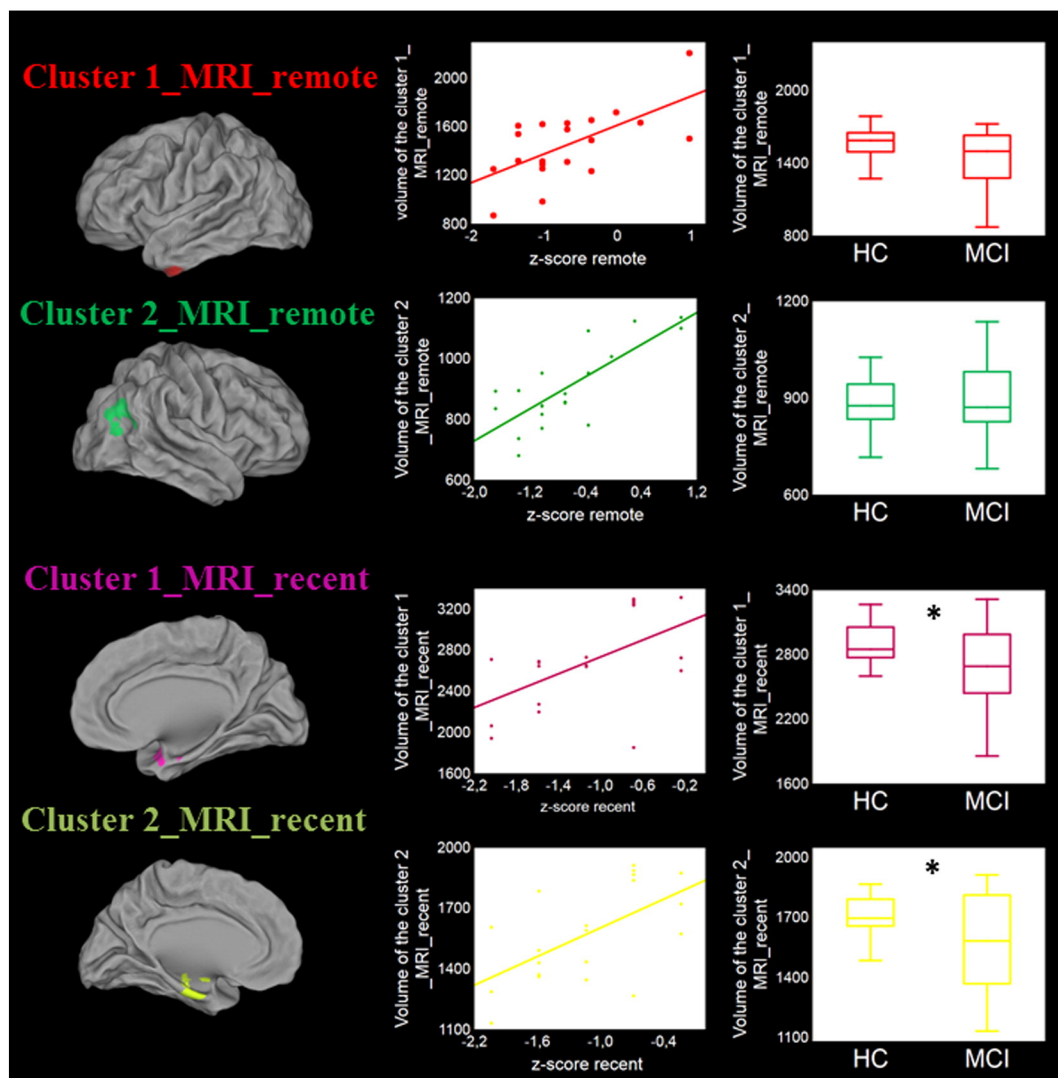 Cluster 1_MRI_remote
volume of the cluster 1_
MRI_remote
2000
1600
1200
800
-2
-1
0
1
z-score remote
Volume of the cluster 1_
MRI_remote
2000
1400
800
HC
MCI
Cluster 2_MRI_remote
Volume of the cluster 2
_MRI_remote
1200
1000
800
600
-2,0
-1,2
-0,4
0,4
1,2
z-score remote
Volume of the cluster 2_
MRI_remote
1200
900
600
HC
MCI
Cluster 1_MRI_recent
Volume of the cluster 1
_MRI_recent
3200
2800
2400
2000
1600
-2,2
-1,8
-1,4
-1,0
-0,6
-0,2
z-score recent
Volume of the cluster 1_
MRI_recent
3400
2800
2200
1600
*
HC
MCI
Cluster 2_MRI_recent
Volume of the cluster 2
_MRI_recent
2000
1700
1400
1100
-2,2
-1,6
-1,0
-0,4
z-score recent
Volume of the cluster 2_
MRI_recent
2000
1700
1400
1100
*
HC
MCI